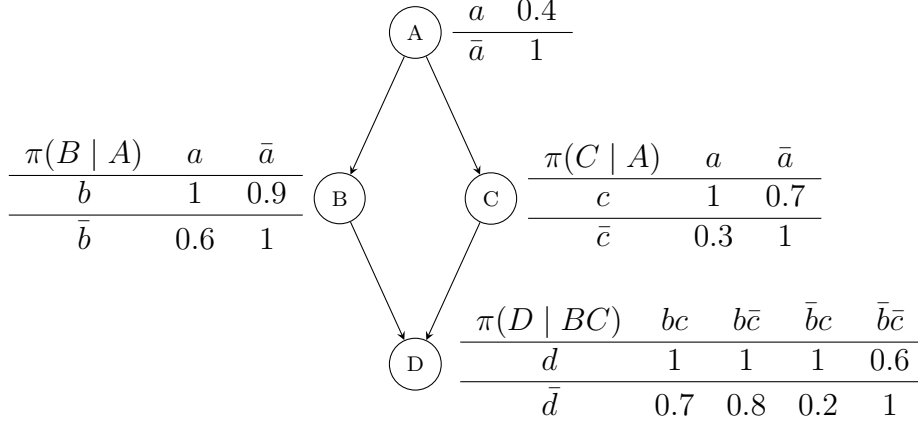 A
a 0.4
ā 1
π(B | A) a ā
b 1 0.9
b̄ 0.6 1
B
C
π(C | A) a ā
c 1 0.7
c̄ 0.3 1
D
π(D | BC) bc bc̄ b̄c b̄c̄
d 1 1 1 0.6
d̄ 0.7 0.8 0.2 1